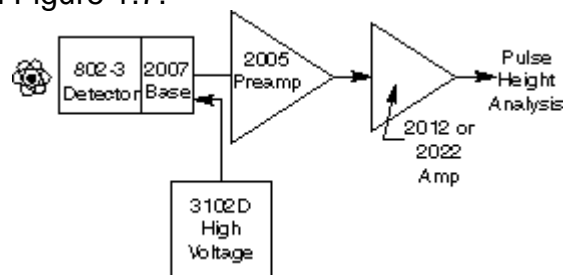 Figure 1.7.
802-3
Detector
2007
Base
2005
Preamp
Pulse
Height
Analysis
2012 or
2022
Amp
3102D
High
Voltage